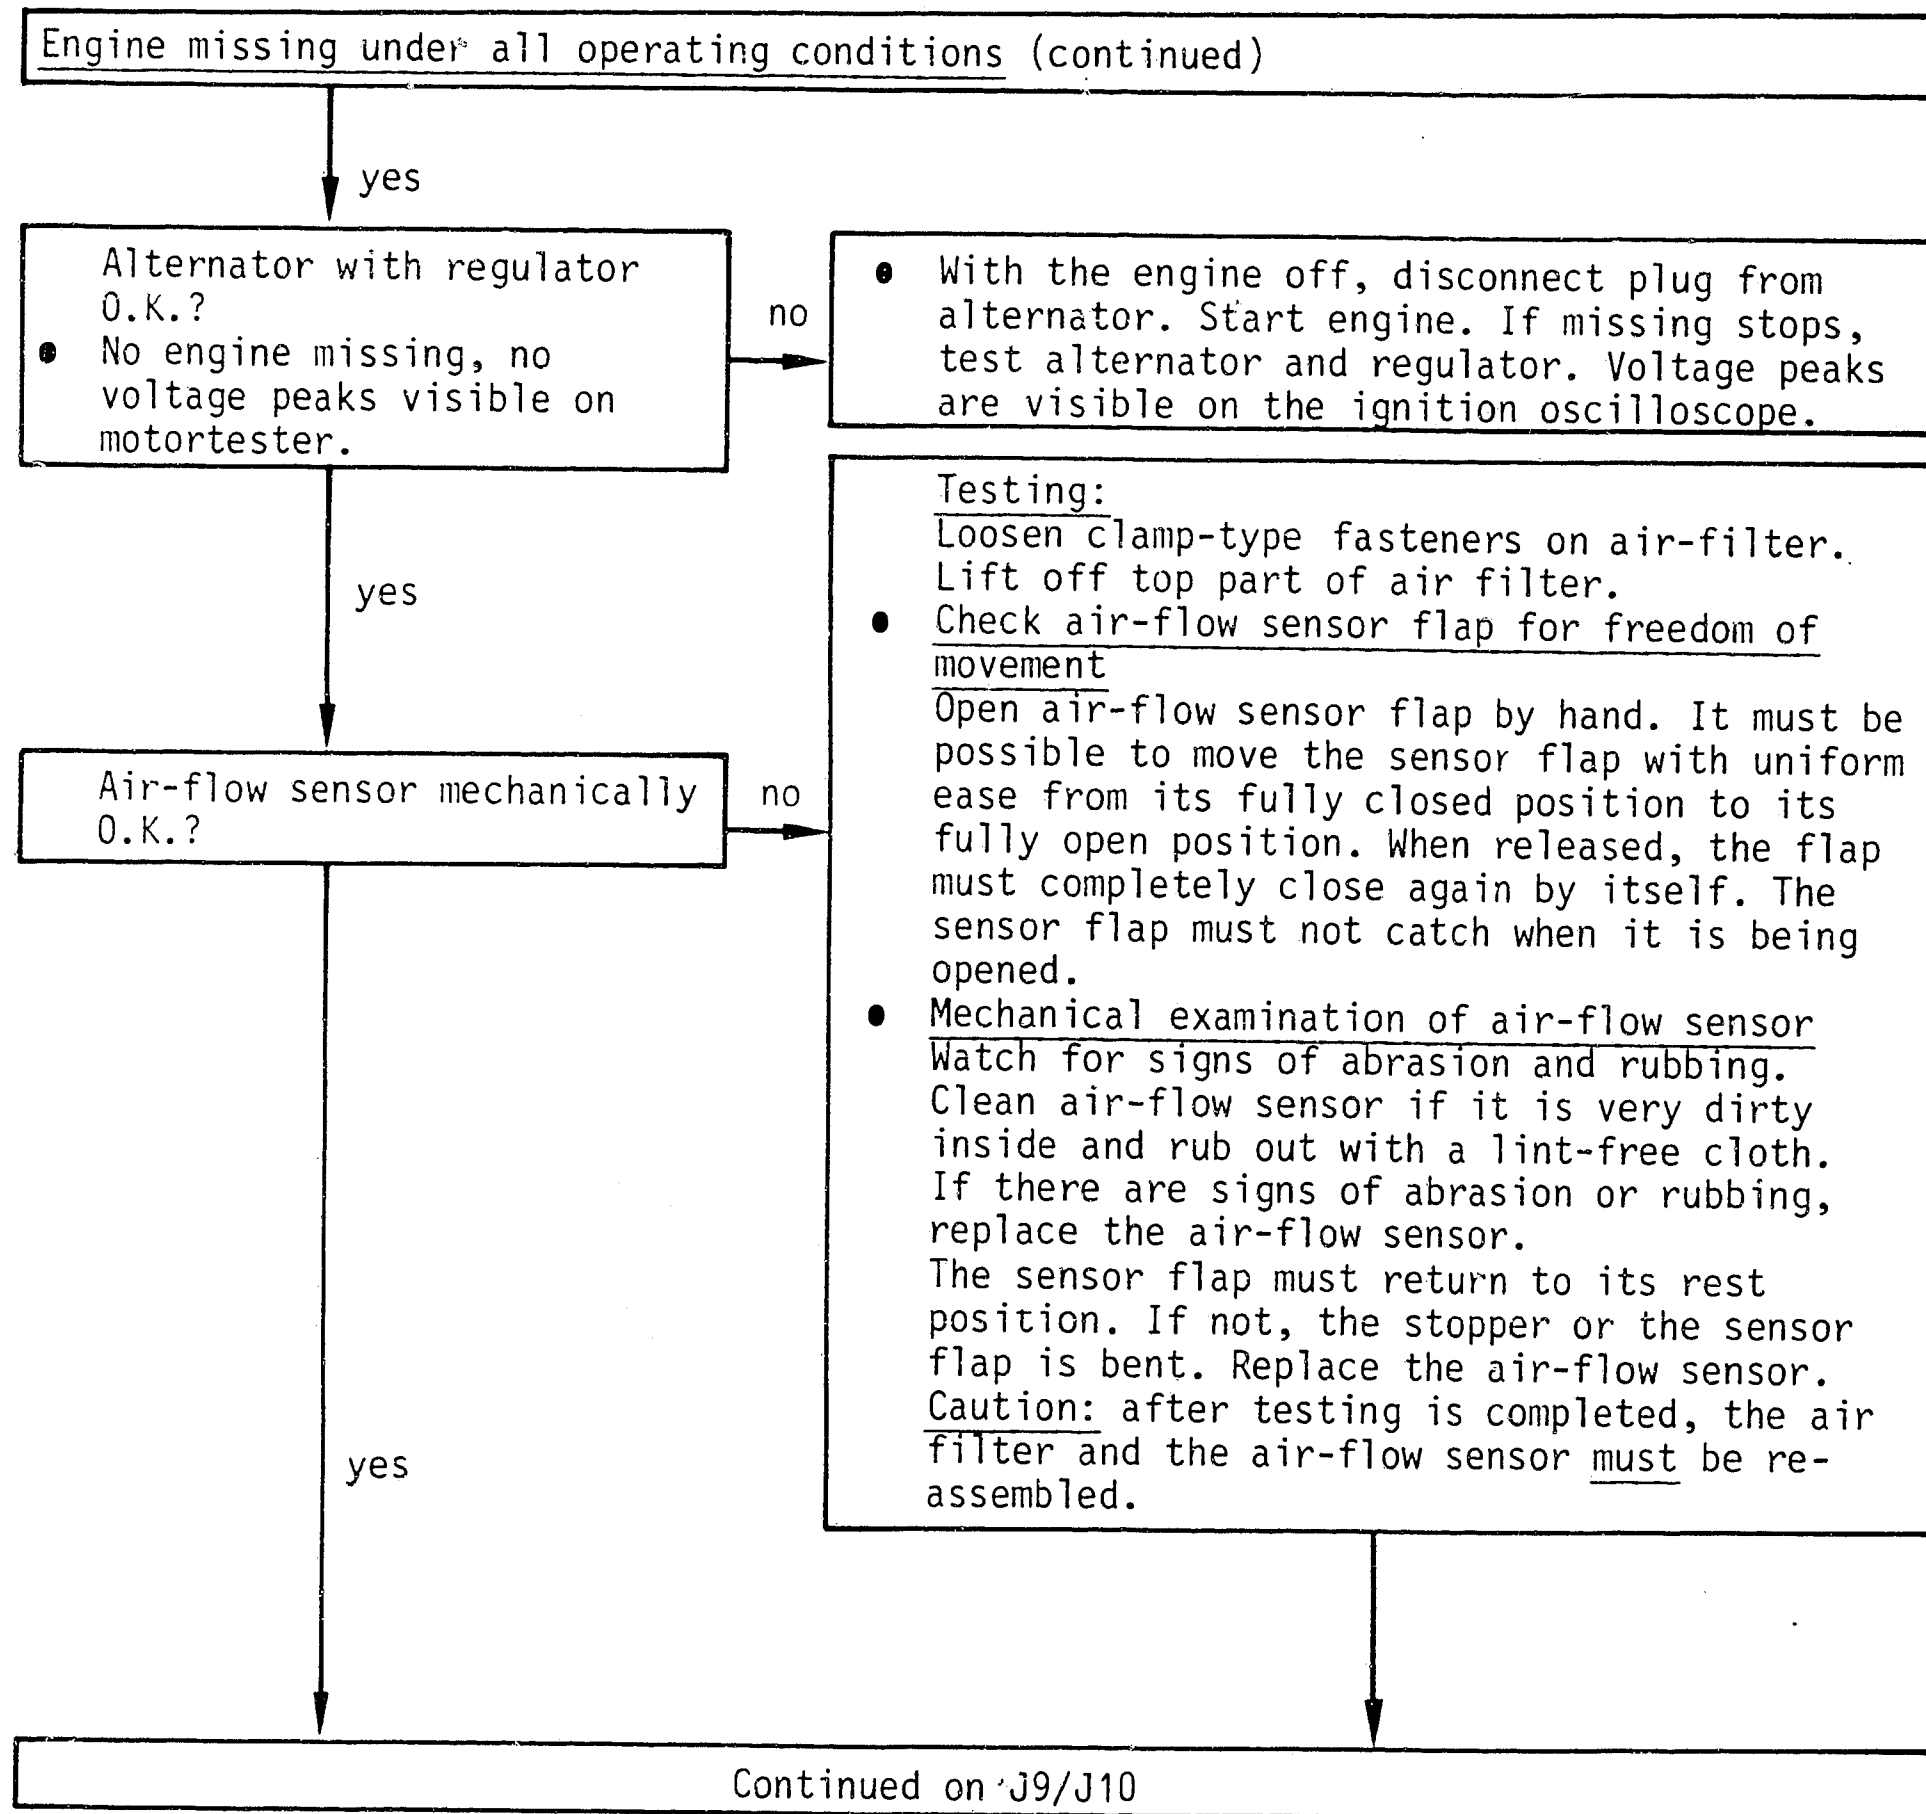 Engine missing under all operating conditions (continued)
yes
Alternator with regulator
O.K.?
● No engine missing, no
voltage peaks visible on
motortester.
no
● With the engine off, disconnect plug from
alternator. Start engine. If missing stops,
test alternator and regulator. Voltage peaks
are visible on the ignition oscilloscope.
yes
Air-flow sensor mechanically
O.K.?
no
Testing:
Loosen clamp-type fasteners on air-filter.
Lift off top part of air filter.
● Check air-flow sensor flap for freedom of
movement
Open air-flow sensor flap by hand. It must be
possible to move the sensor flap with uniform
ease from its fully closed position to its
fully open position. When released, the flap
must completely close again by itself. The
sensor flap must not catch when it is being
opened.
● Mechanical examination of air-flow sensor
Watch for signs of abrasion and rubbing.
Clean air-flow sensor if it is very dirty
inside and rub out with a lint-free cloth.
If there are signs of abrasion or rubbing,
replace the air-flow sensor.
The sensor flap must return to its rest
position. If not, the stopper or the sensor
flap is bent. Replace the air-flow sensor.
Caution: after testing is completed, the air
filter and the air-flow sensor must be re-
assembled.
yes
Continued on J9/J10